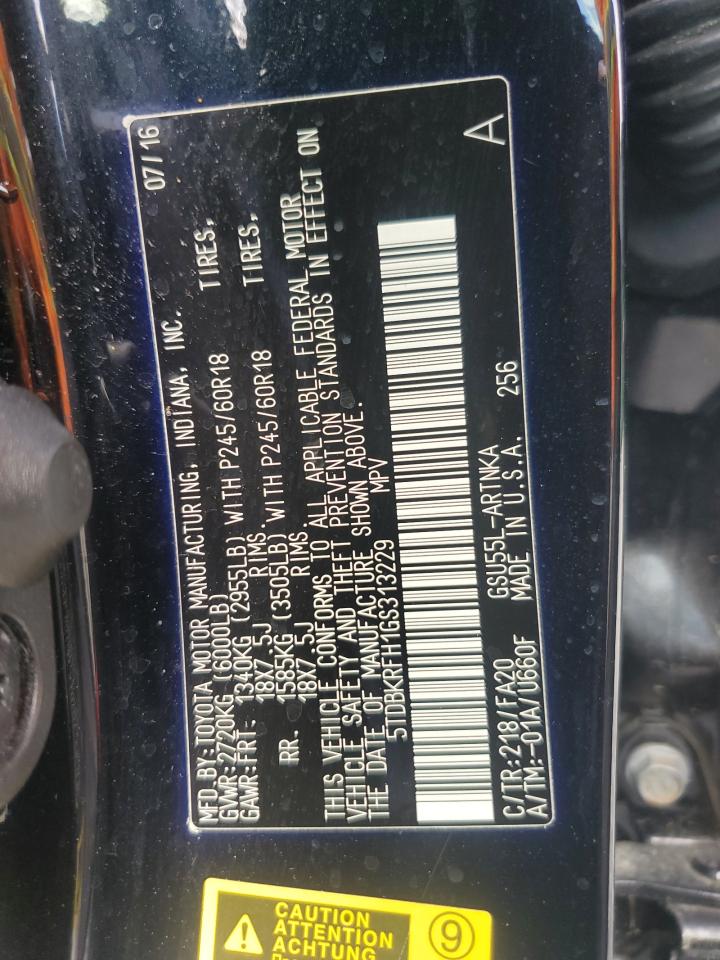 MFD.BY:TOYOTA MOTOR MANUFACTURING, INDIANA, INC. 07/16
GVWR:2720KG (6000LB)
GAWR:FRT. 1340KG (2955LB) WITH P245/60R18 TIRES,
18X7.5J RIMS.
RR. 1585KG (3505LB) WITH P245/60R18 TIRES,
18X7.5J RIMS.
THIS VEHICLE CONFORMS TO ALL APPLICABLE FEDERAL MOTOR
VEHICLE SAFETY AND THEFT PREVENTION STANDARDS IN EFFECT ON
THE DATE OF MANUFACTURE SHOWN ABOVE.
5TDBKRFH1GS313229 MPV
A
C/TR:218/FA20 GSU55L-ARTNKA 256
A/TM:-01A/U660F MADE IN U.S.A.
CAUTION
ATTENTION
ACHTUNG
9